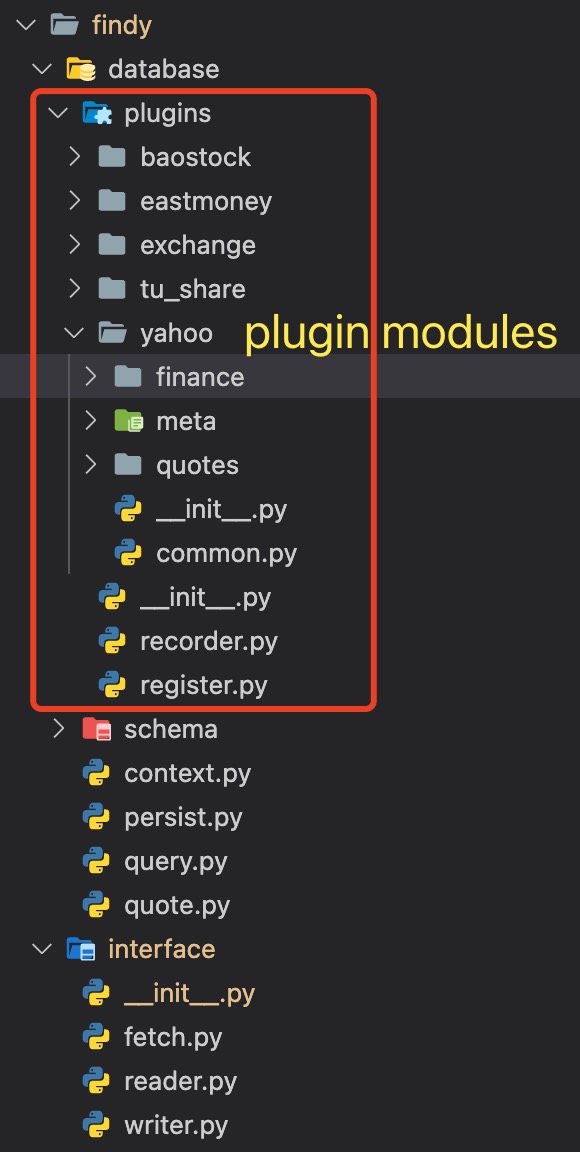 findy
database
plugins
baostock
eastmoney
exchange
tu_share
yahoo
plugin modules
finance
meta
quotes
__init__.py
common.py
__init__.py
recorder.py
register.py
schema
context.py
persist.py
query.py
quote.py
interface
__init__.py
fetch.py
reader.py
writer.py